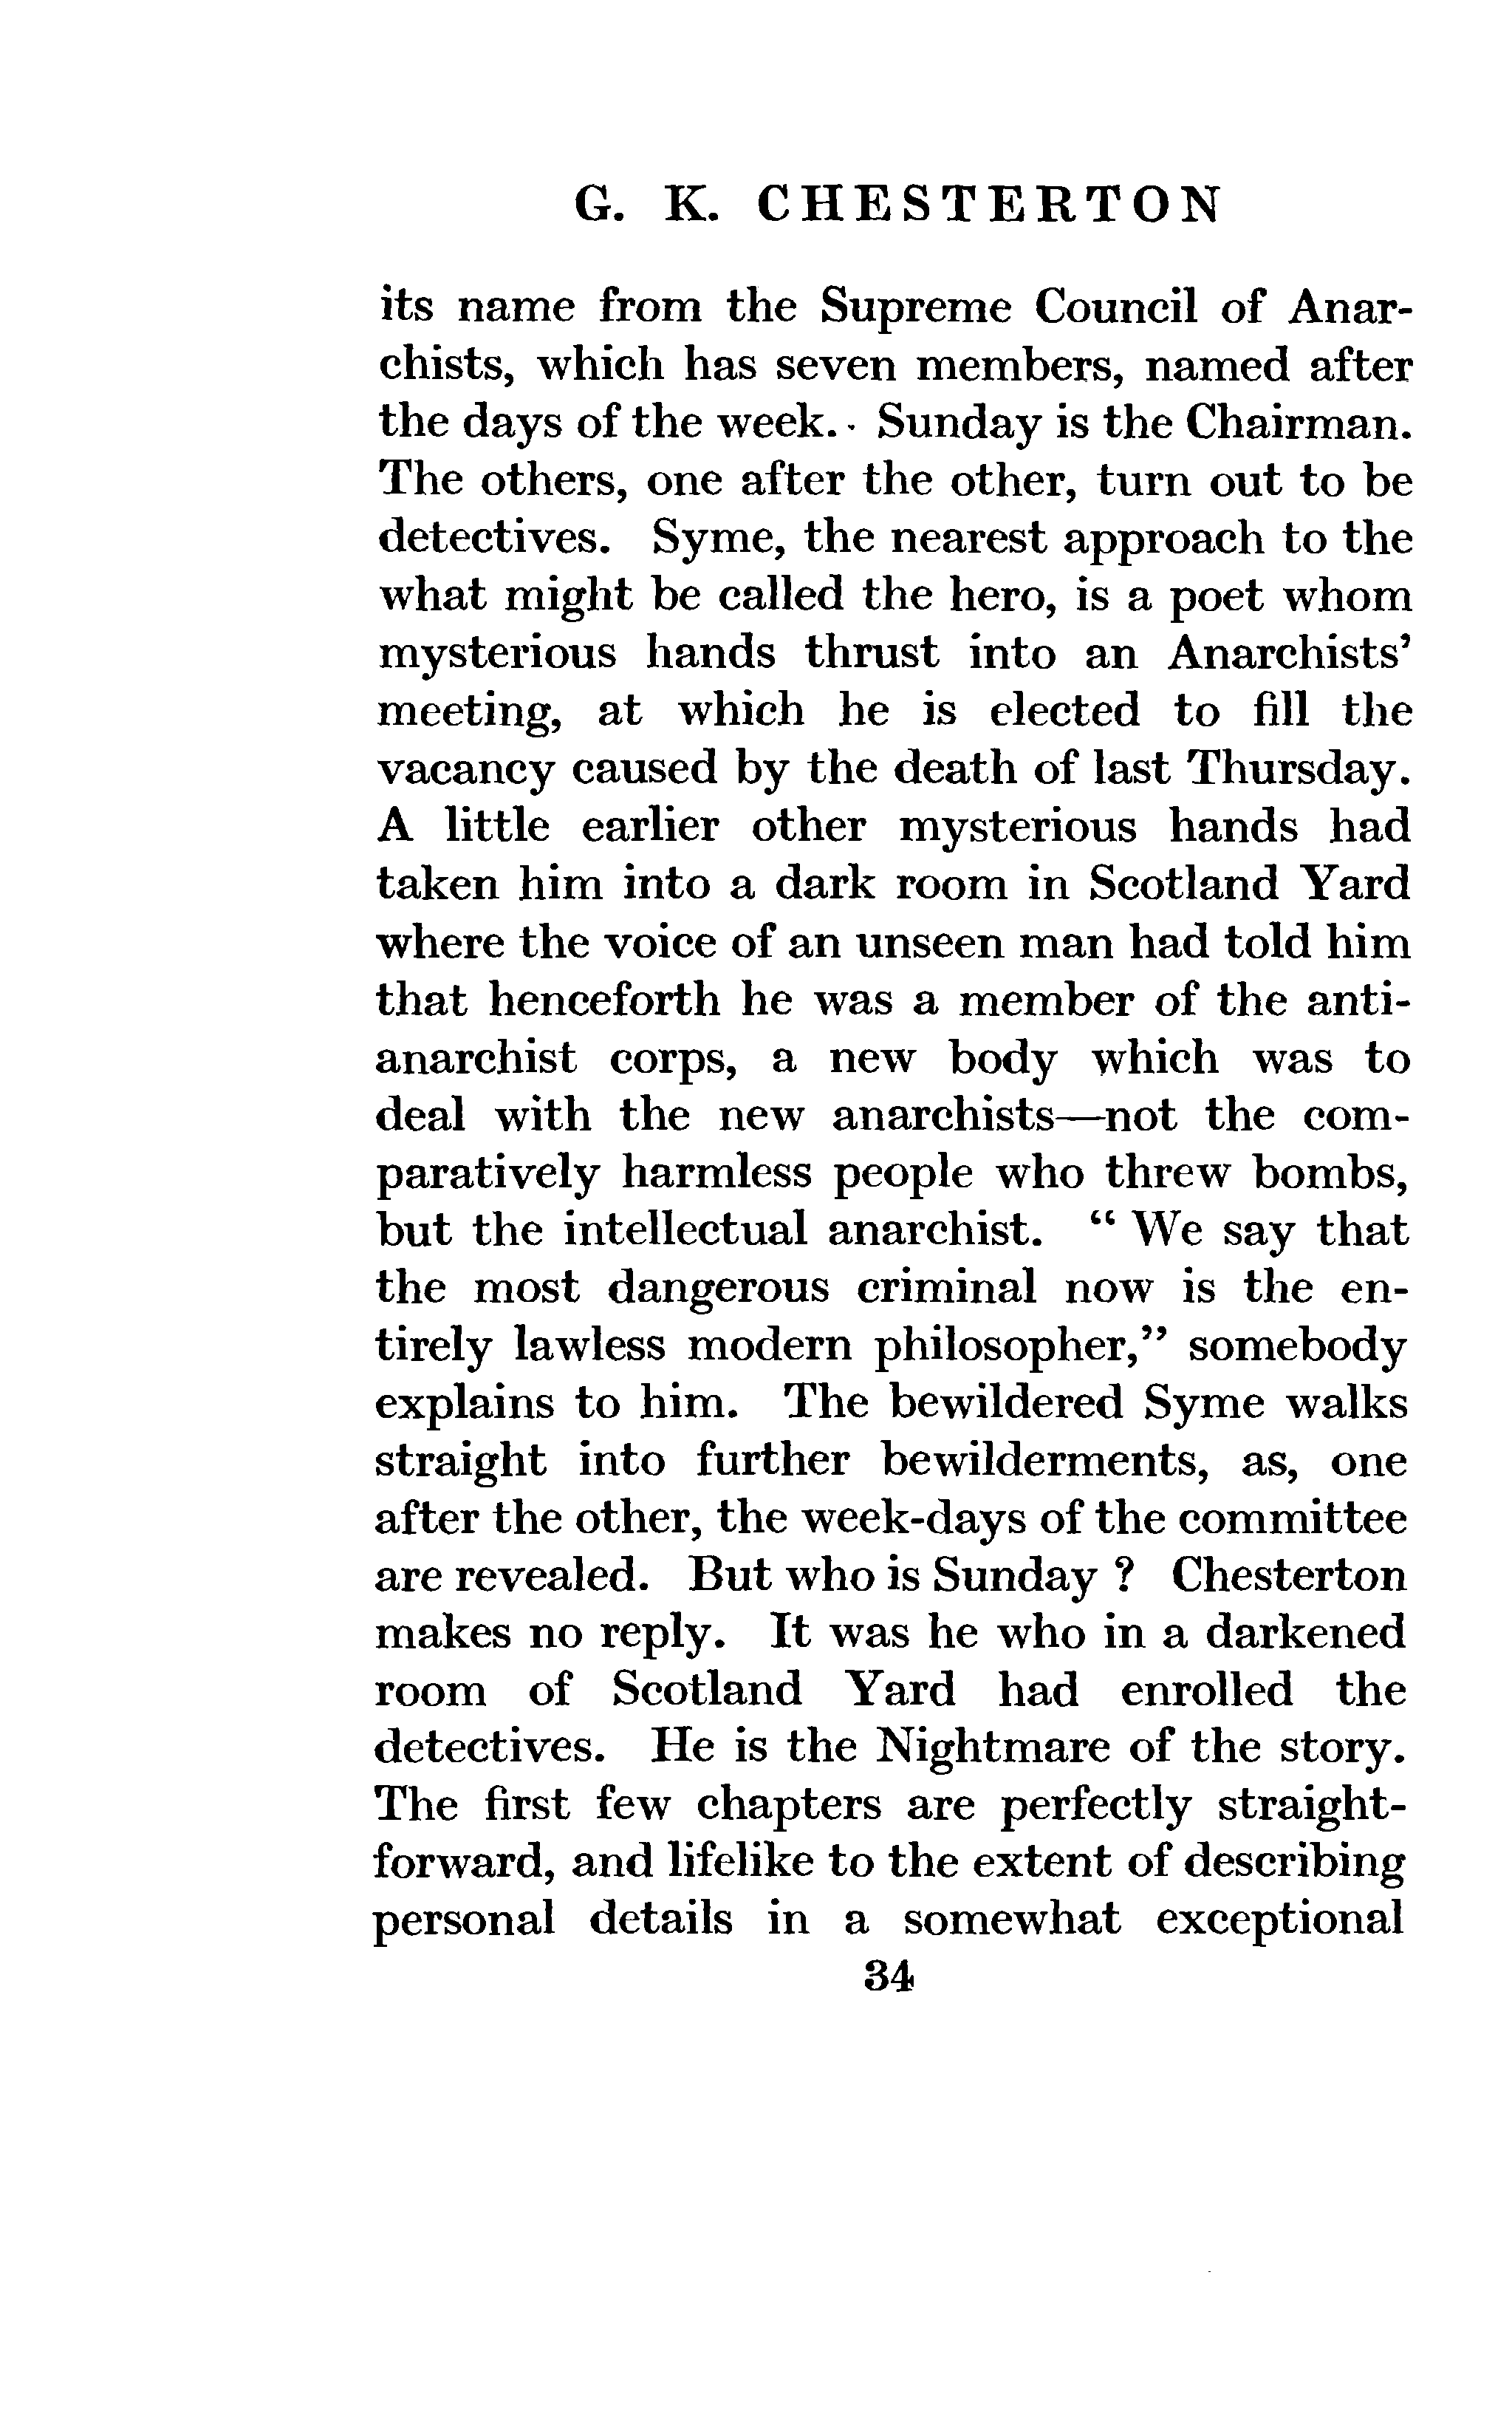 G. K. CHESTERTON
its name from the Supreme Council of Anar-
chists, which has seven members, named after
the days of the week. Sunday is the Chairman.
The others, one after the other, turn out to be
detectives. Syme, the nearest approach to the
what might be called the hero, is a poet whom
mysterious hands thrust into an Anarchists'
meeting, at which he is elected to fill the
vacancy caused by the death of last Thursday.
A little earlier other mysterious hands had
taken him into a dark room in Scotland Yard
where the voice of an unseen man had told him
that henceforth he was a member of the anti-
anarchist corps, a new body which was to
deal with the new anarchists—not the com-
paratively harmless people who threw bombs,
but the intellectual anarchist. “ We say that
the most dangerous criminal now is the en-
tirely lawless modern philosopher,” somebody
explains to him. The bewildered Syme walks
straight into further bewilderments, as, one
after the other, the week-days of the committee
are revealed. But who is Sunday ? Chesterton
makes no reply. It was he who in a darkened
room of Scotland Yard had enrolled the
detectives. He is the Nightmare of the story.
The first few chapters are perfectly straight-
forward, and lifelike to the extent of describing
personal details in a somewhat exceptional
34